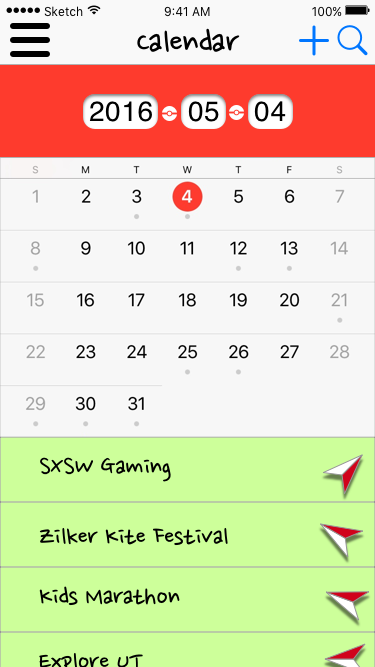 Sketch 9:41 AM 100%
calendar
2016 05 04
S M T W T F S
1 2 3 4 5 6 7
8 9 10 11 12 13 14
15 16 17 18 19 20 21
22 23 24 25 26 27 28
29 30 31
SXSW Gaming
Zilker Kite Festival
Kids Marathon
Explore UT